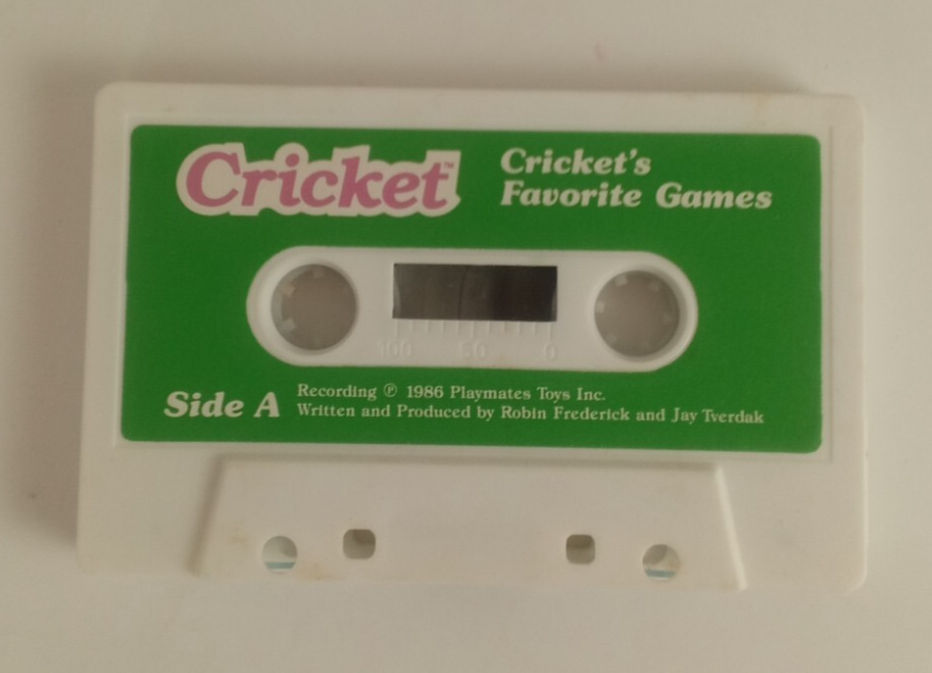 Cricket™
Cricket's
Favorite Games
100 50 0
Side A
Recording ℗ 1986 Playmates Toys Inc.
Written and Produced by Robin Frederick and Jay Tverdak